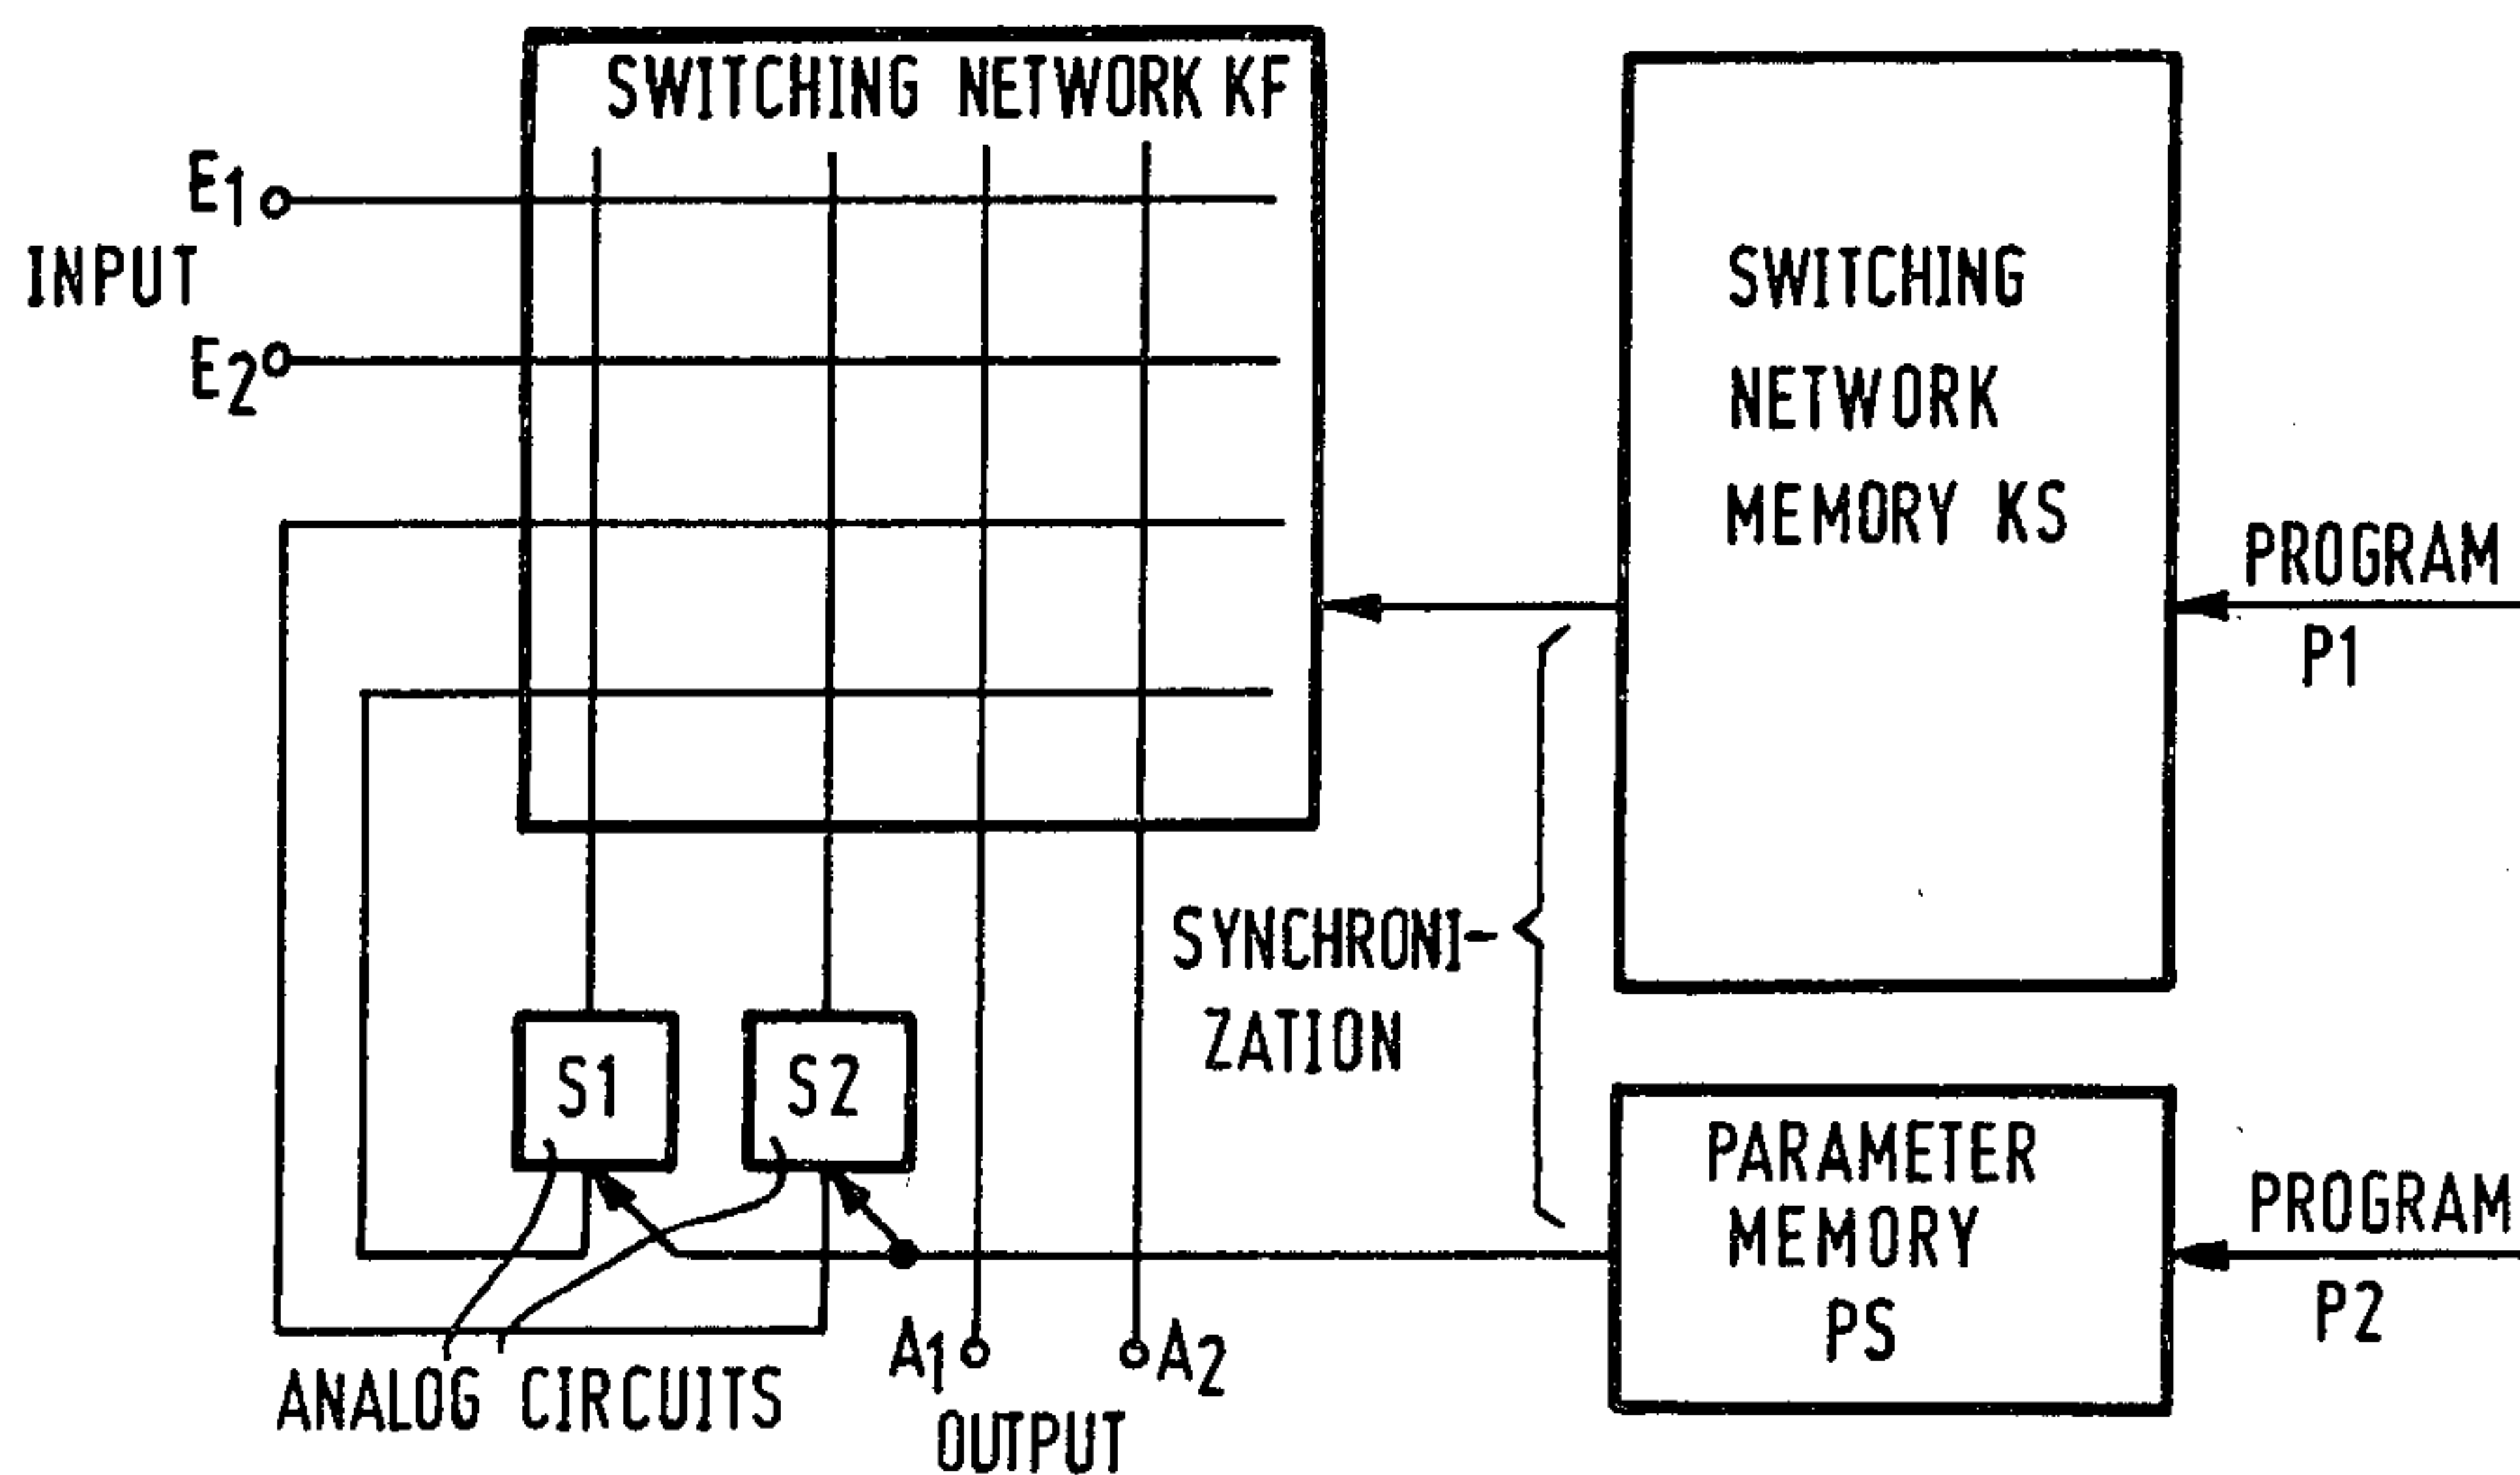 SWITCHING NETWORK KF
E1
INPUT
E2
SWITCHING
NETWORK
MEMORY KS
PROGRAM
P1
SYNCHRONI-
ZATION
S1
S2
PARAMETER
MEMORY
PS
PROGRAM
P2
ANALOG CIRCUITS
A1
A2
OUTPUT